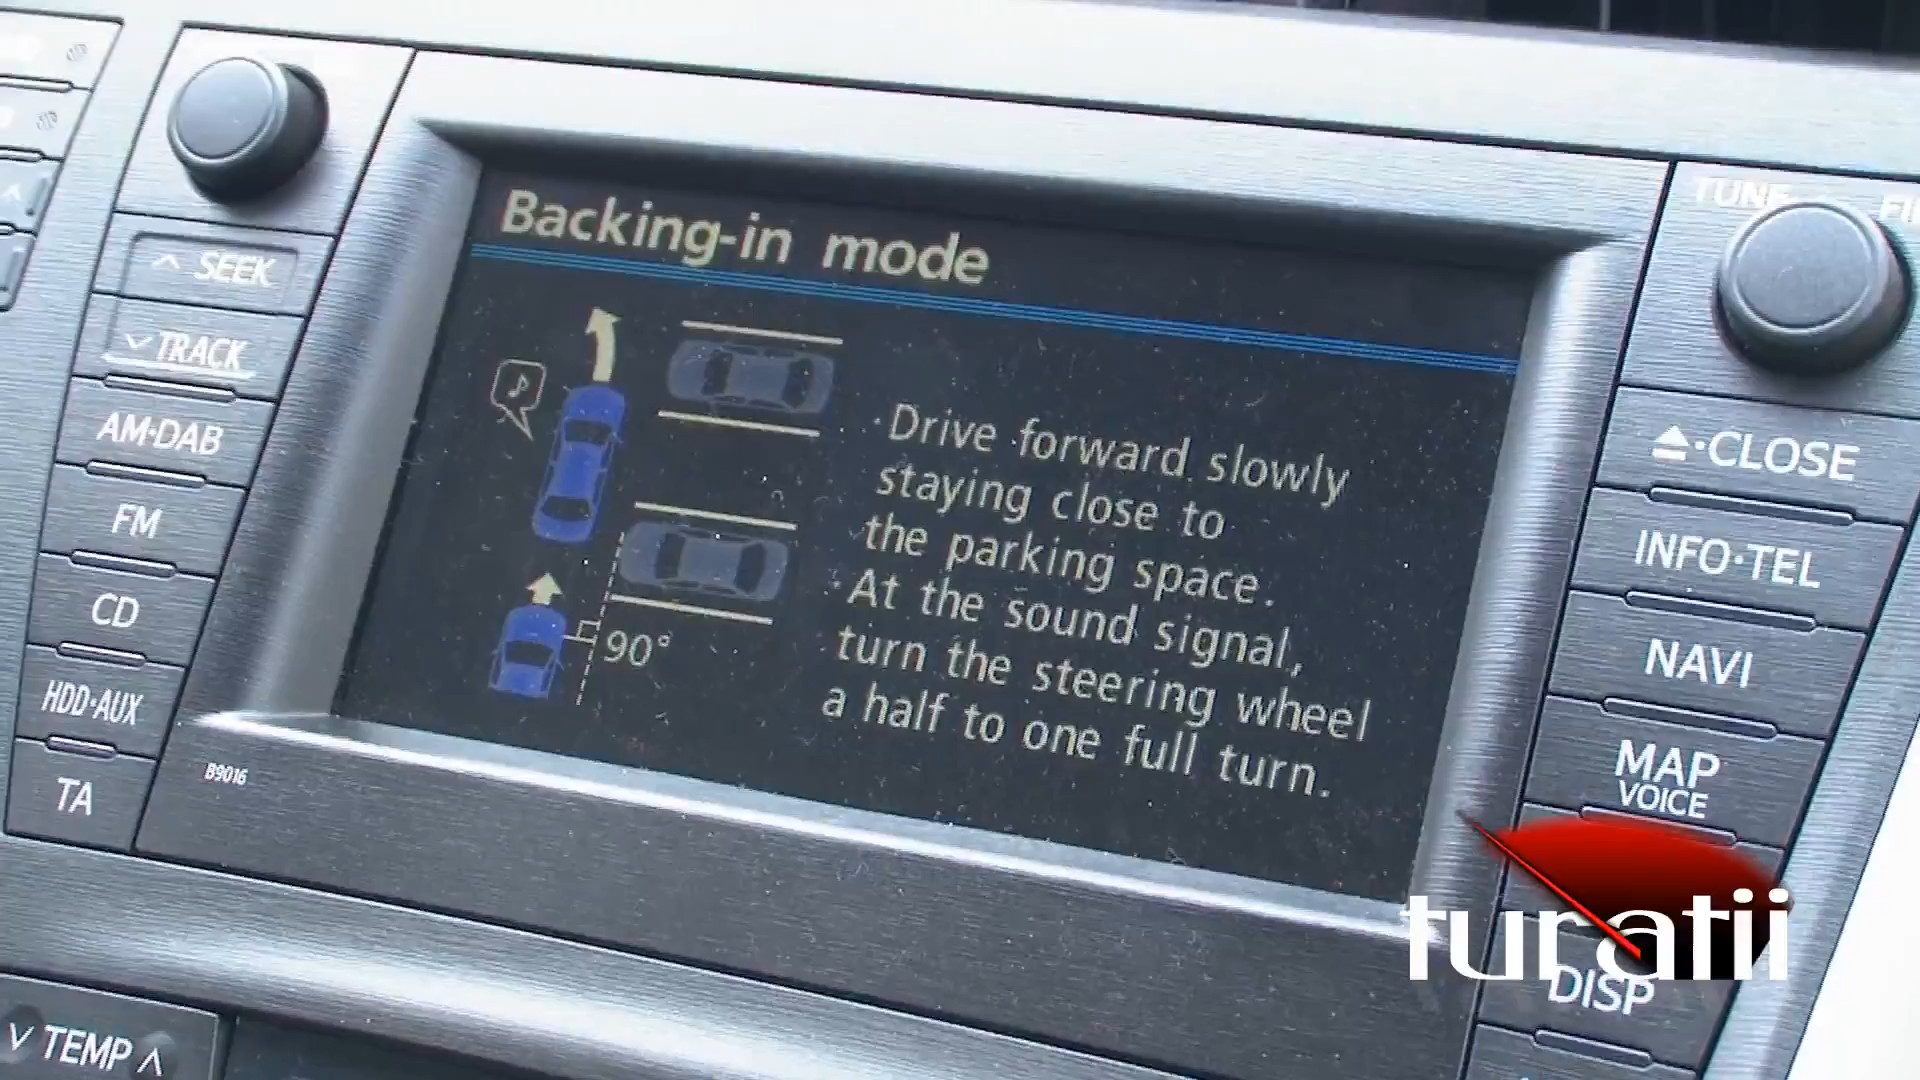 TUNE
SEEK
TRACK
AM·DAB
FM
CD
HDD·AUX
TA
B9016
TEMP
Backing-in mode
90°
·Drive forward slowly
staying close to
the parking space.
·At the sound signal,
turn the steering wheel
a half to one full turn.
·CLOSE
INFO·TEL
NAVI
MAP
VOICE
turatii
DISP